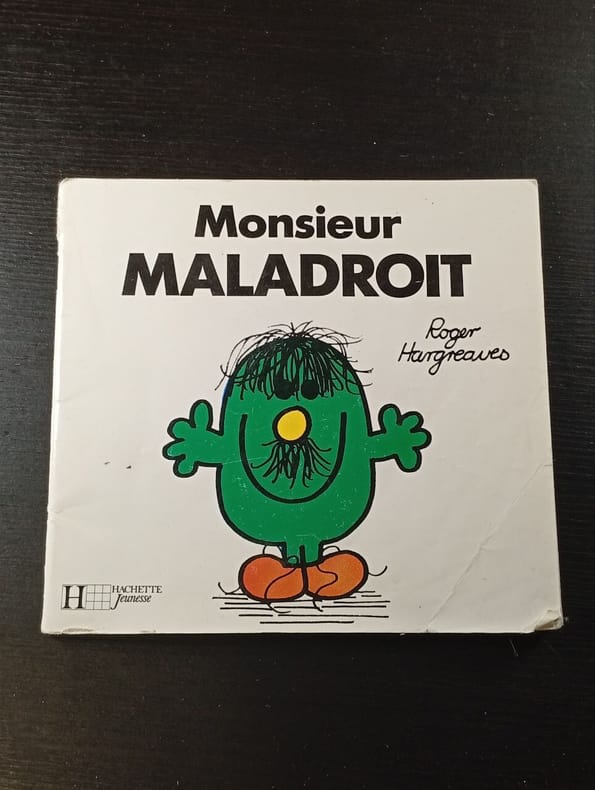 Monsieur
MALADROIT
Roger
Hargreaves
H HACHETTE
Jeunesse